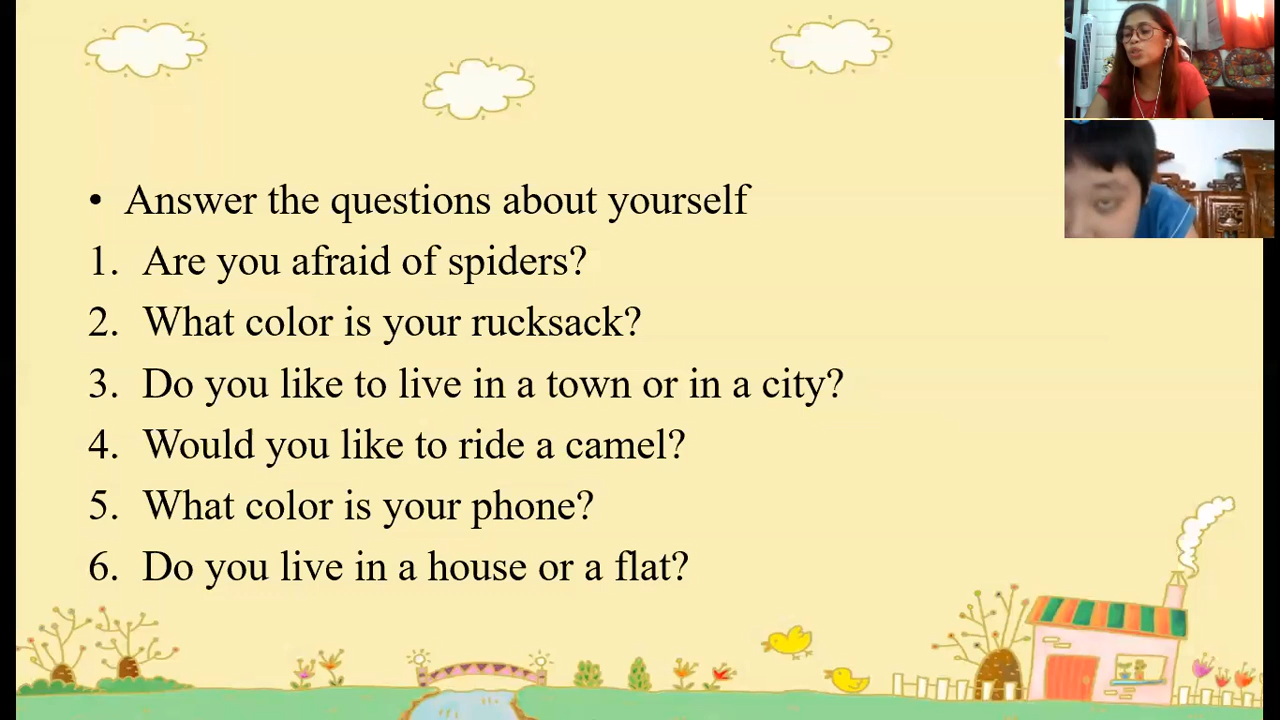 • Answer the questions about yourself
1. Are you afraid of spiders?
2. What color is your rucksack?
3. Do you like to live in a town or in a city?
4. Would you like to ride a camel?
5. What color is your phone?
6. Do you live in a house or a flat?